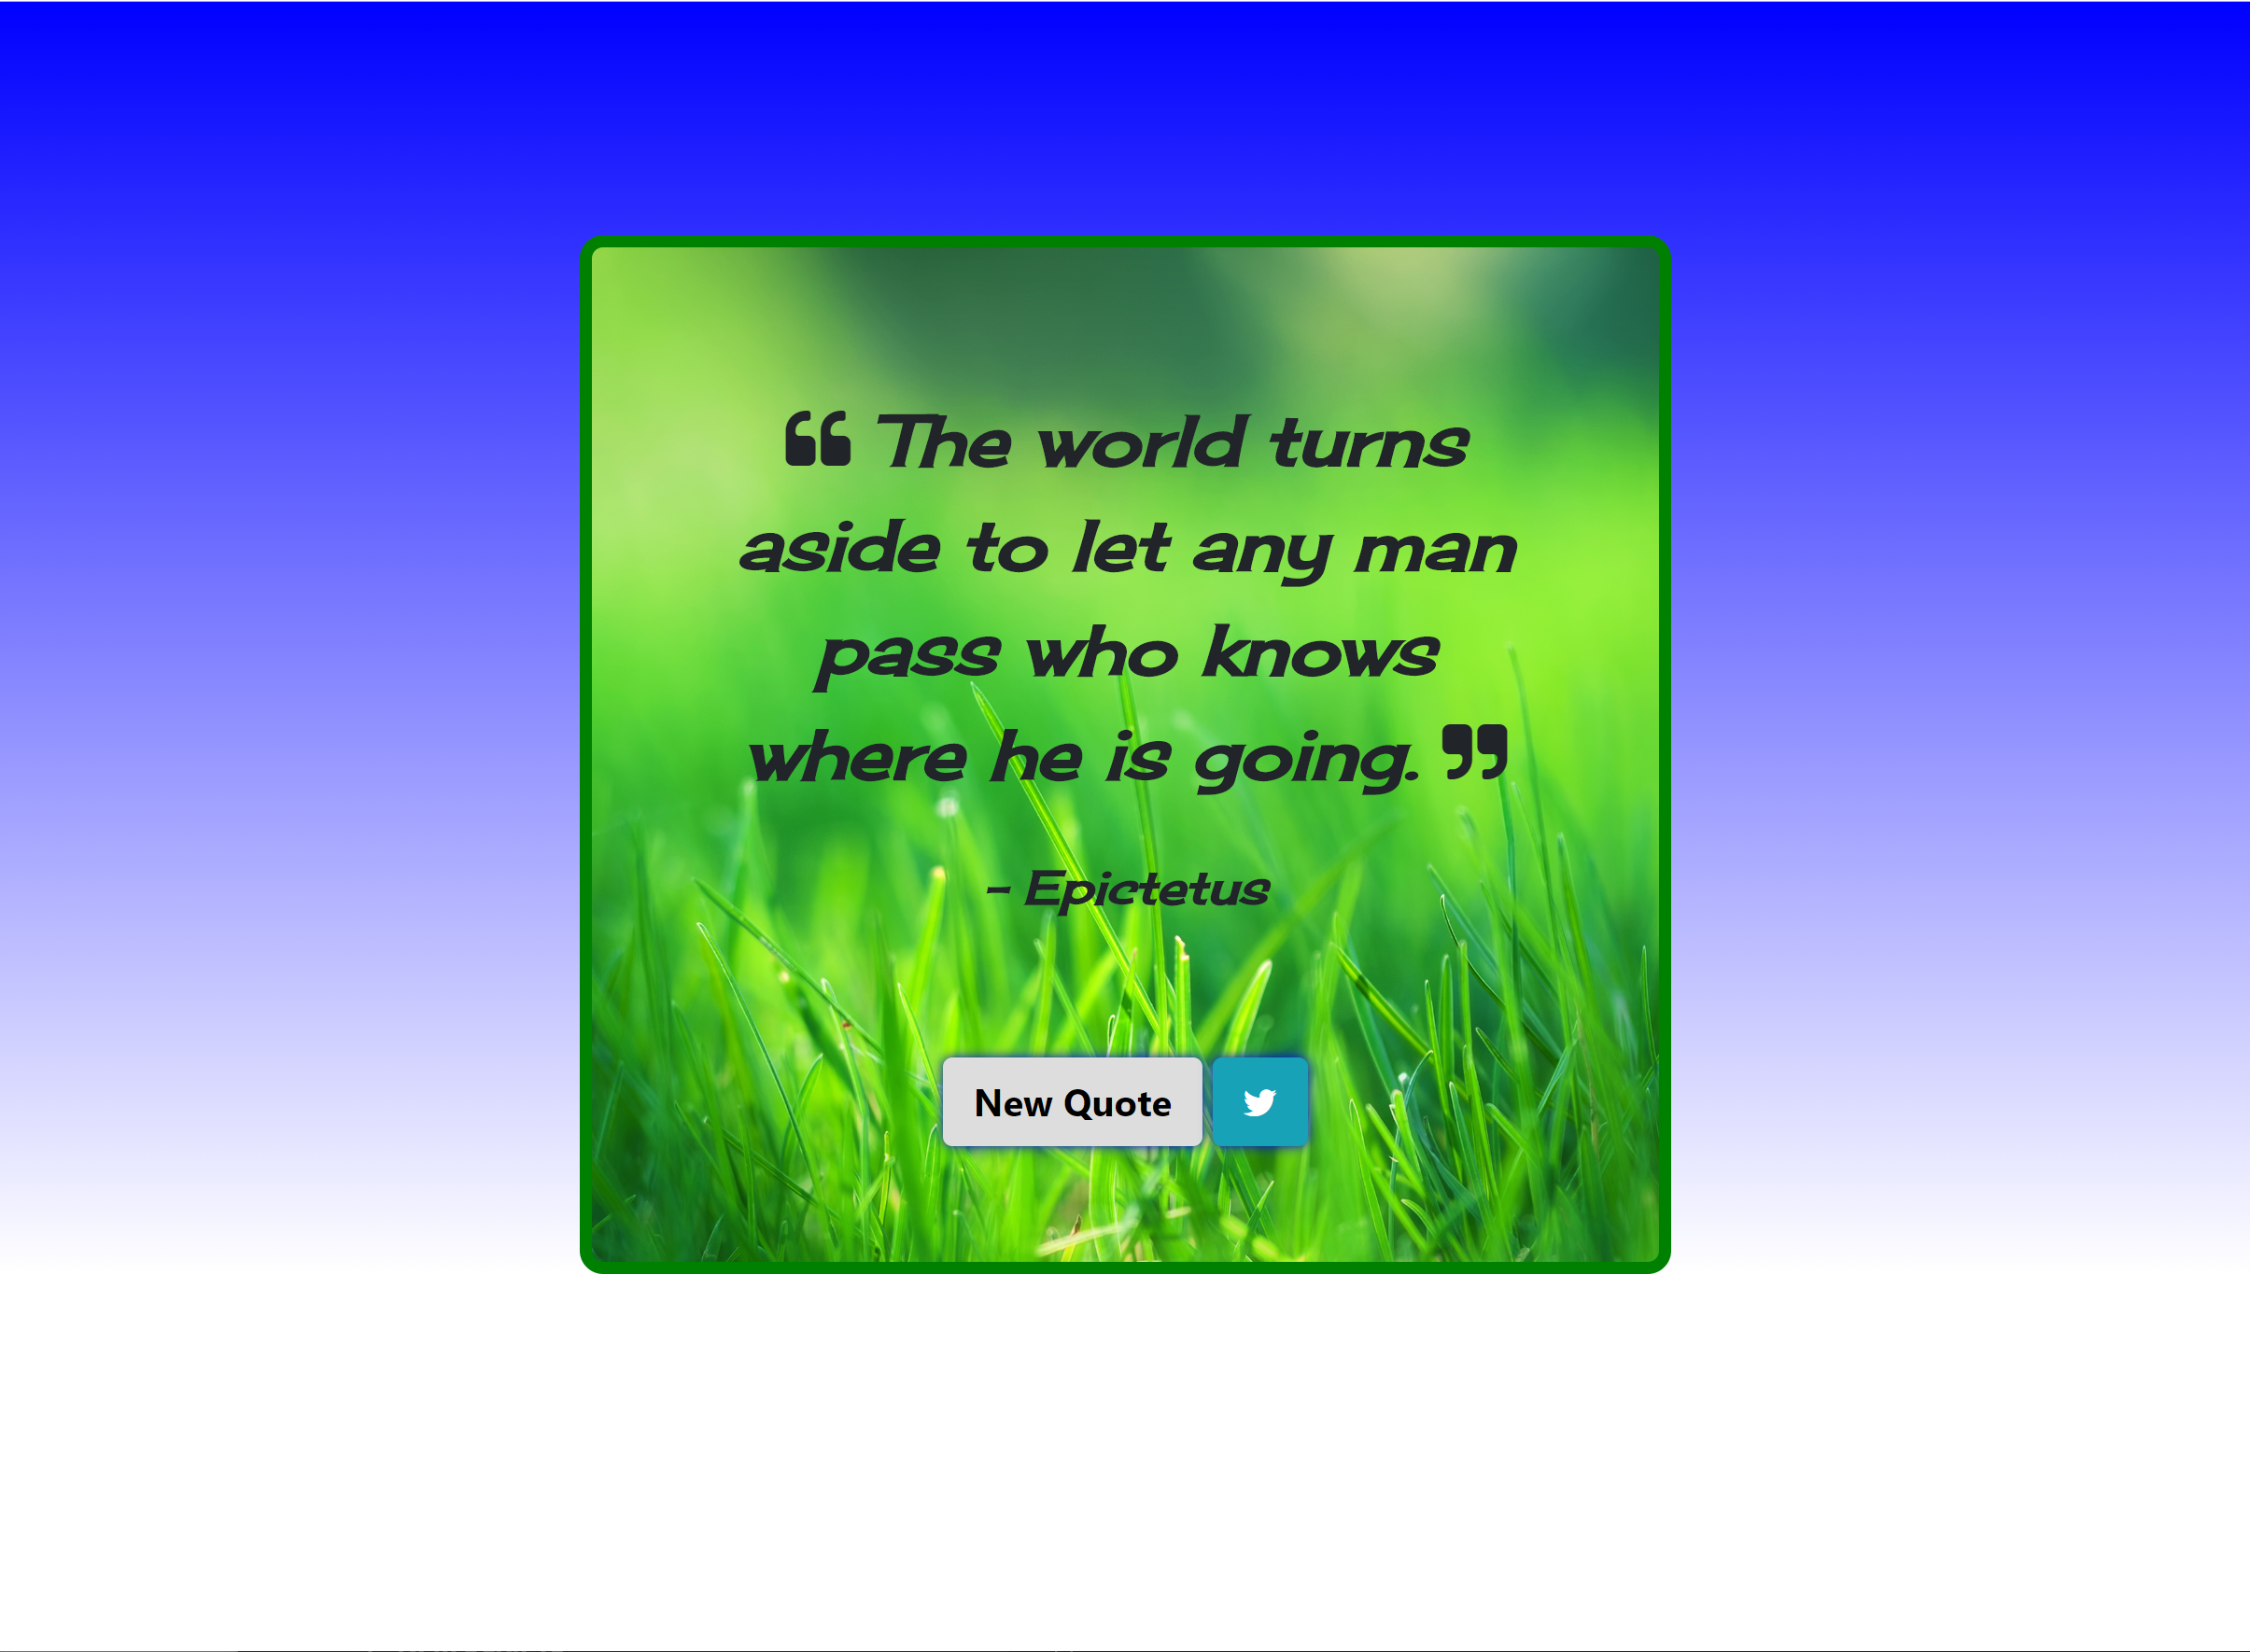 ❝ The world turns
aside to let any man
pass who knows
where he is going. ❞
- Epictetus
New Quote